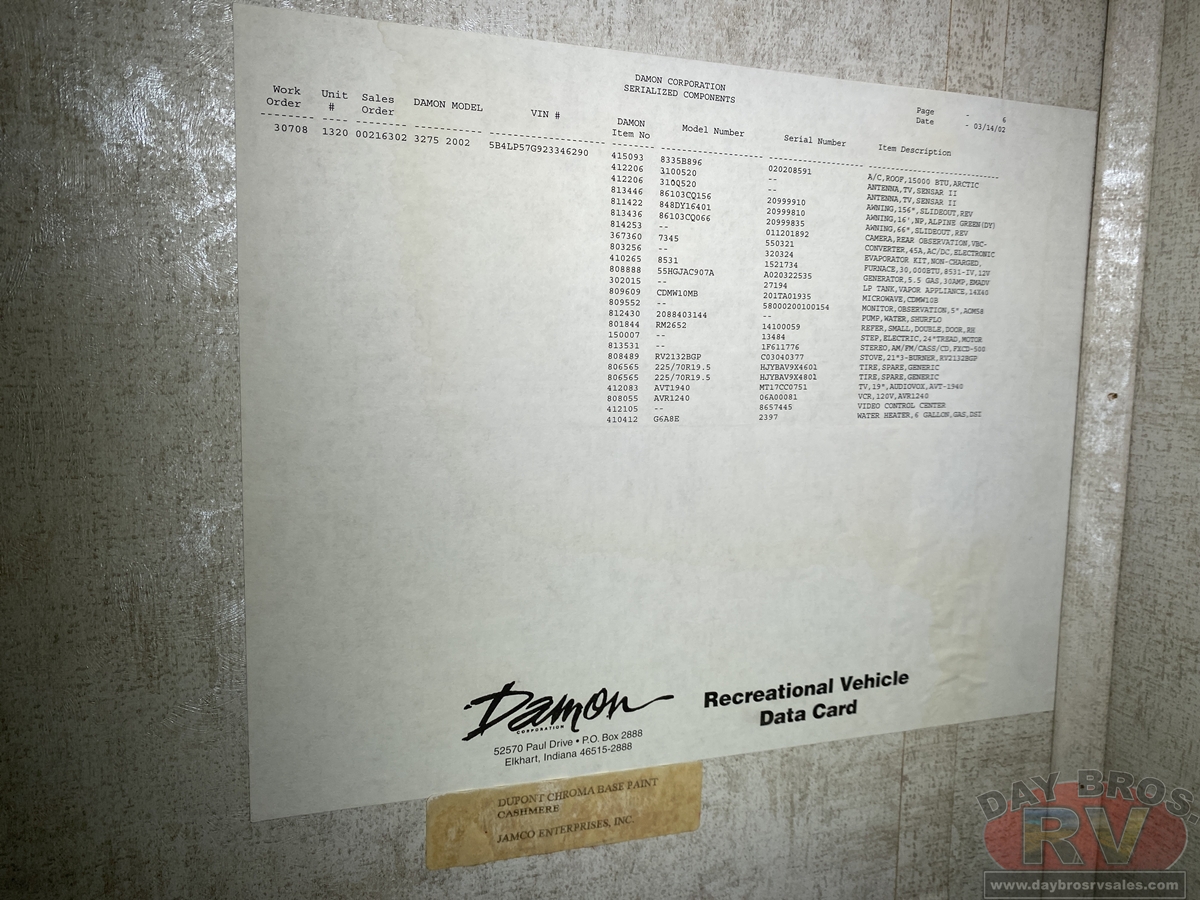 DAMON CORPORATION
SERIALIZED COMPONENTS
Page - 6
Date - 03/14/02
Work Order Unit # Sales Order DAMON MODEL VIN # DAMON Item No Model Number Serial Number Item Description
30708 1320 00216302 3275 2002 5B4LP57G923346290
415093 8335B896 020208591 A/C,ROOF,15000 BTU,ARCTIC
412206 3100520 -- ANTENNA,TV,SENSAR II
412206 310Q520 -- ANTENNA,TV,SENSAR II
813446 86103CQ156 20999910 AWNING,156",SLIDEOUT,REV
811422 848DY16401 20999810 AWNING,16',NP,ALPINE GREEN(DY)
813436 86103CQ066 20999835 AWNING,66",SLIDEOUT,REV
814253 -- 011201892 CAMERA,REAR OBSERVATION,VBC-
367360 7345 550321 CONVERTER,45A,AC/DC,ELECTRONIC
803256 -- 320324 EVAPORATOR KIT,NON-CHARGED,
410265 8531 1521734 FURNACE,30,000BTU,8531-IV,12V
808888 55HGJAC907A A020322535 GENERATOR,5.5 GAS,30AMP,EMADV
302015 -- 27194 LP TANK,VAPOR APPLIANCE,14X40
809609 CDMW10MB 201TA01935 MICROWAVE,CDMW10B
809552 -- 58000200100154 MONITOR,OBSERVATION,5",AOM58
812430 2088403144 -- PUMP,WATER,SHURFLO
801844 RM2652 14100059 REFER,SMALL,DOUBLE,DOOR,RH
150007 -- 13484 STEP,ELECTRIC,24"TREAD,MOTOR
813531 -- 1F611776 STEREO,AM/FM/CASS/CD,FXCD-500
808489 RV2132BGP C03040377 STOVE,21"3-BURNER,RV2132BGP
806565 225/70R19.5 HJYBAV9X4601 TIRE,SPARE,GENERIC
806565 225/70R19.5 HJYBAV9X4801 TIRE,SPARE,GENERIC
412083 AVT1940 MT17CC0751 TV,19",AUDIOVOX,AVT-1940
808055 AVR1240 06A00081 VCR,120V,AVR1240
412105 -- 8657445 VIDEO CONTROL CENTER
410412 G6A8E 2397 WATER HEATER,6 GALLON,GAS,DSI
Damon
CORPORATION
52570 Paul Drive • P.O. Box 2888
Elkhart, Indiana 46515-2888
Recreational Vehicle
Data Card
DUPONT CHROMA BASE PAINT
CASHMERE
JAMCO ENTERPRISES, INC.
DAY BROS
RV
www.daybrosrvsales.com